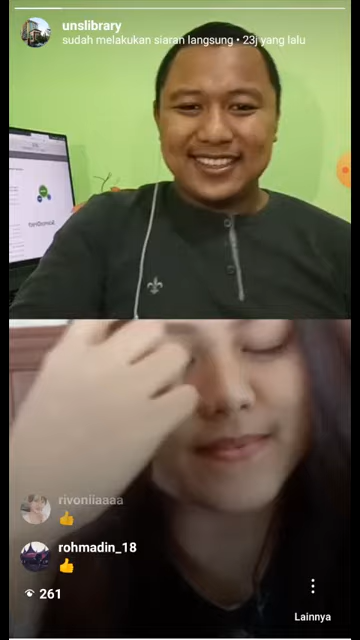 unslibrary
sudah melakukan siaran langsung • 23j yang lalu
rivoniiaaaa
👍
rohmadin_18
👍
261
Lainnya